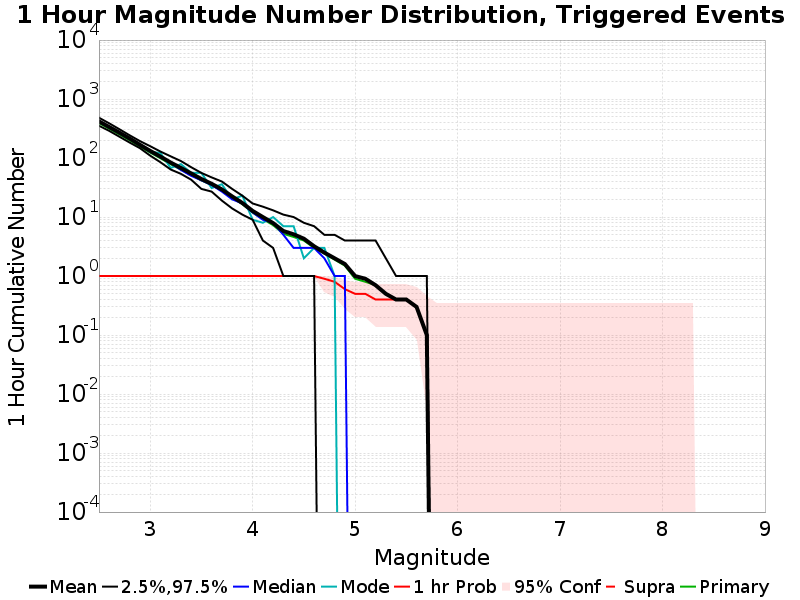 1 Hour Magnitude Number Distribution, Triggered Events
1 Hour Cumulative Number
10^4
10^3
10^2
10^1
10^0
10^-1
10^-2
10^-3
10^-4
3 4 5 6 7 8 9
Magnitude
Mean 2.5%,97.5% Median Mode 1 hr Prob 95% Conf Supra Primary